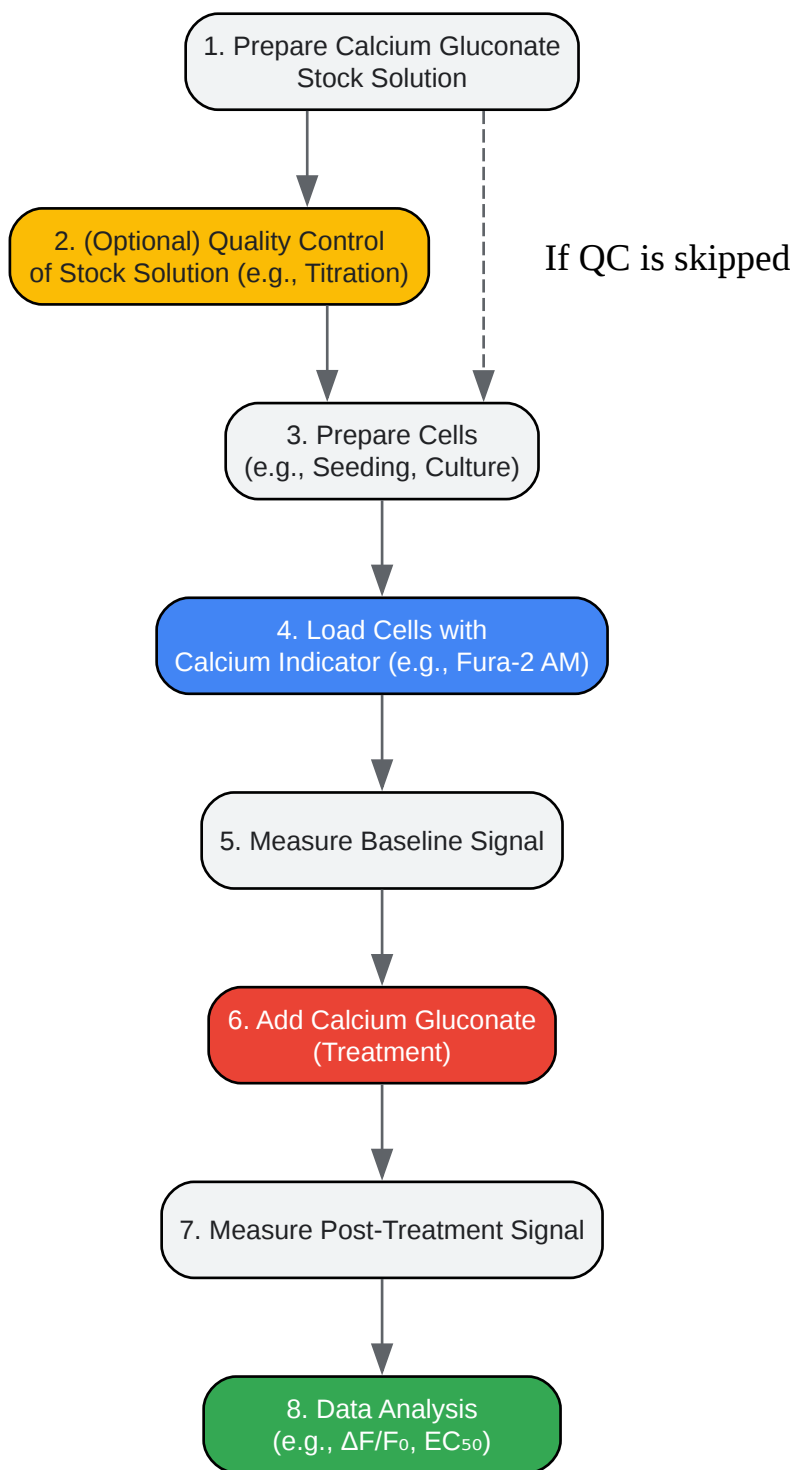 1. Prepare Calcium Gluconate
Stock Solution
2. (Optional) Quality Control
of Stock Solution (e.g., Titration)
If QC is skipped
3. Prepare Cells
(e.g., Seeding, Culture)
4. Load Cells with
Calcium Indicator (e.g., Fura-2 AM)
5. Measure Baseline Signal
6. Add Calcium Gluconate
(Treatment)
7. Measure Post-Treatment Signal
8. Data Analysis
(e.g., ΔF/F₀, EC₅₀)